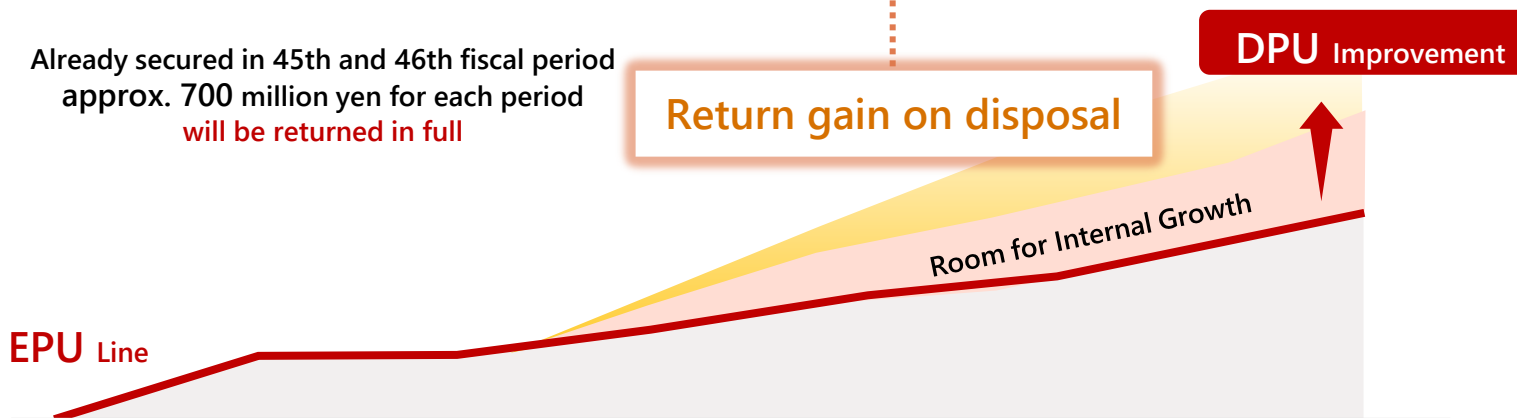 Already secured in 45th and 46th fiscal period
approx. 700 million yen for each period
will be returned in full
Return gain on disposal
DPU Improvement
Room for Internal Growth
EPU Line